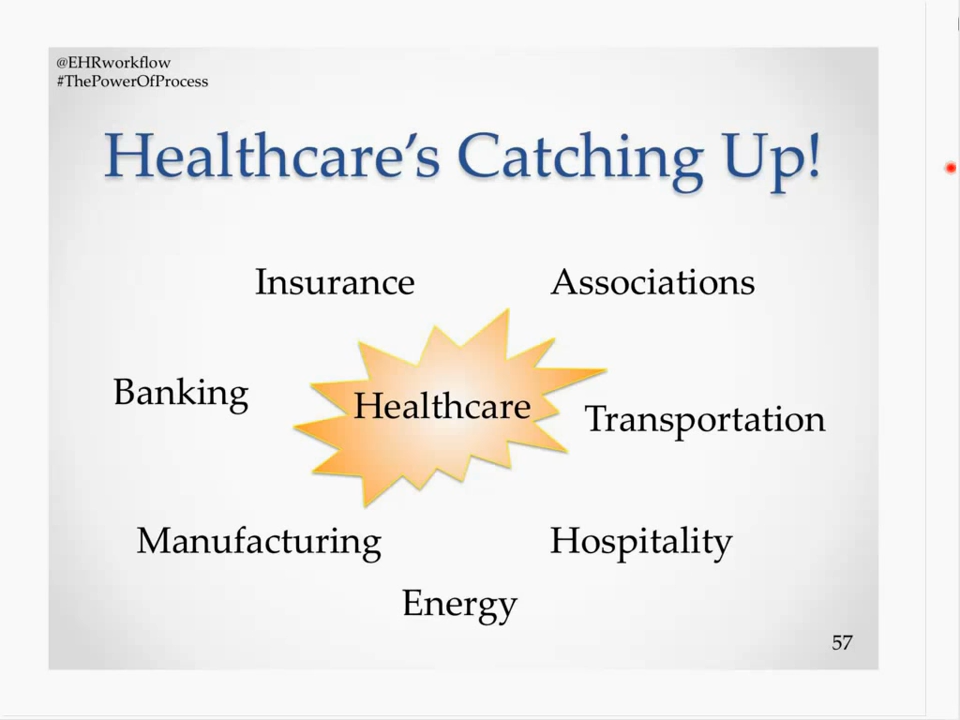 @EHRworkflow
#ThePowerOfProcess
Healthcare’s Catching Up!
Insurance
Associations
Banking
Healthcare
Transportation
Manufacturing
Hospitality
Energy
57